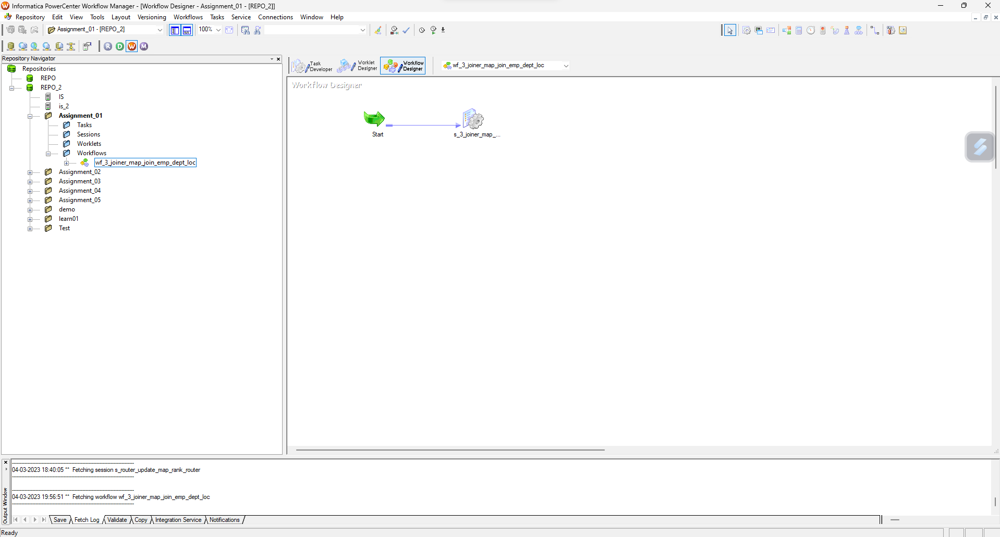 Informatica PowerCenter Workflow Manager - [Workflow Designer - Assignment_01 - [REPO_2]]
Repository Edit View Tools Layout Versioning Workflows Tasks Service Connections Window Help
Assignment_01 - [REPO_2]
100%
R D W M
Repository Navigator
Repositories
REPO
REPO_2
IS
is_2
Assignment_01
Tasks
Sessions
Worklets
Workflows
wf_3_joiner_map_join_emp_dept_loc
Assignment_02
Assignment_03
Assignment_04
Assignment_05
demo
learn01
Test
Task Developer
Worklet Designer
Workflow Designer
wf_3_joiner_map_join_emp_dept_loc
Workflow Designer
Start
s_3_joiner_map_...
Output Window
04-03-2023 18:40:05 ** Fetching session s_router_update_map_rank_router
04-03-2023 19:56:51 ** Fetching workflow wf_3_joiner_map_join_emp_dept_loc
Save Fetch Log Validate Copy Integration Service Notifications
Ready